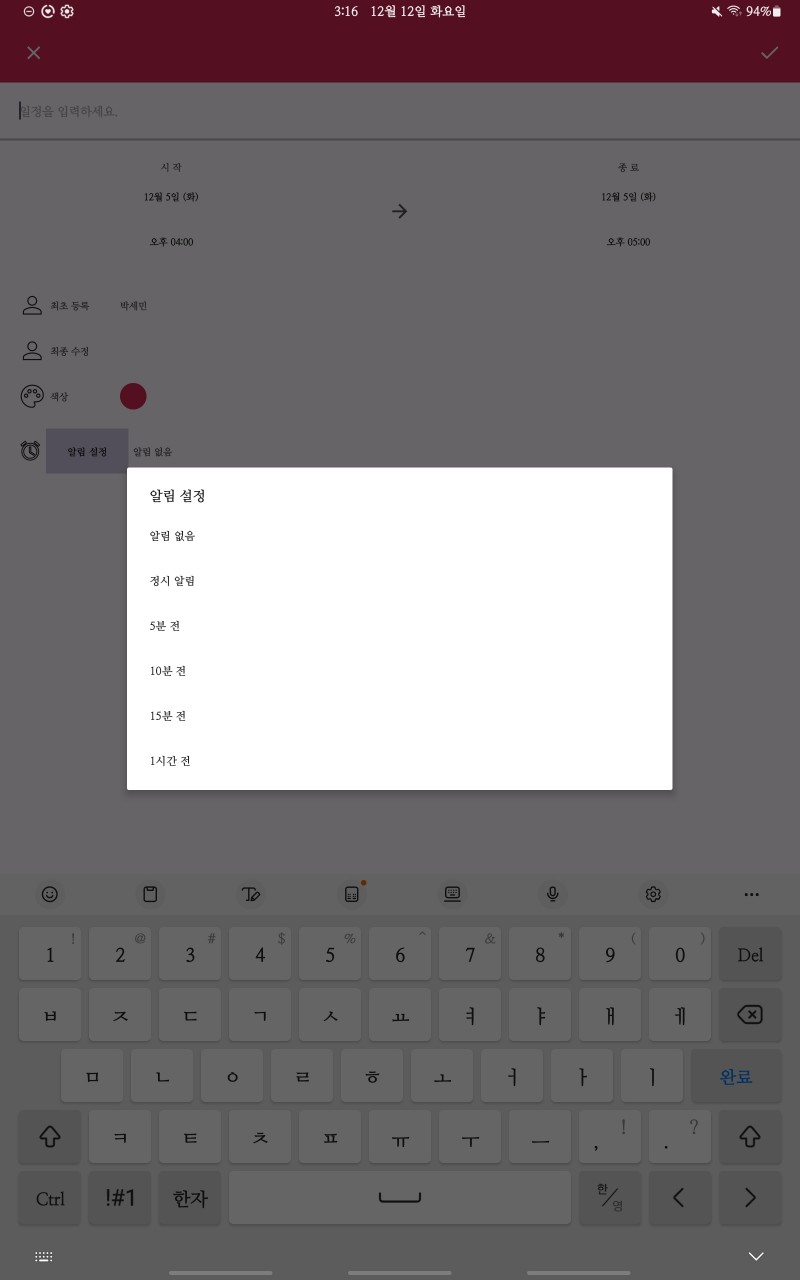 3:16 12월 12일 화요일 94%
일정을 입력하세요.
시작 종료
12월 5일 (화) 12월 5일 (화)
오후 04:00 오후 05:00
최초 등록 박세민
최종 수정
색상
알림 설정 알림 없음
알림 설정
알림 없음
정시 알림
5분 전
10분 전
15분 전
1시간 전
! @ # $ % ^ & * ( )
1 2 3 4 5 6 7 8 9 0 Del
ㅂ ㅈ ㄷ ㄱ ㅅ ㅛ ㅕ ㅑ ㅐ ㅔ
ㅁ ㄴ ㅇ ㄹ ㅎ ㅗ ㅓ ㅏ ㅣ 완료
ㅋ ㅌ ㅊ ㅍ ㅠ ㅜ ㅡ , ! . ?
Ctrl !#1 한자 한/영